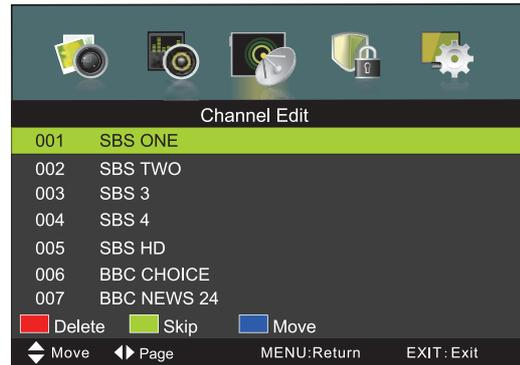 Channel Edit
001 SBS ONE
002 SBS TWO
003 SBS 3
004 SBS 4
005 SBS HD
006 BBC CHOICE
007 BBC NEWS 24
Delete Skip Move
Move Page MENU:Return EXIT:Exit